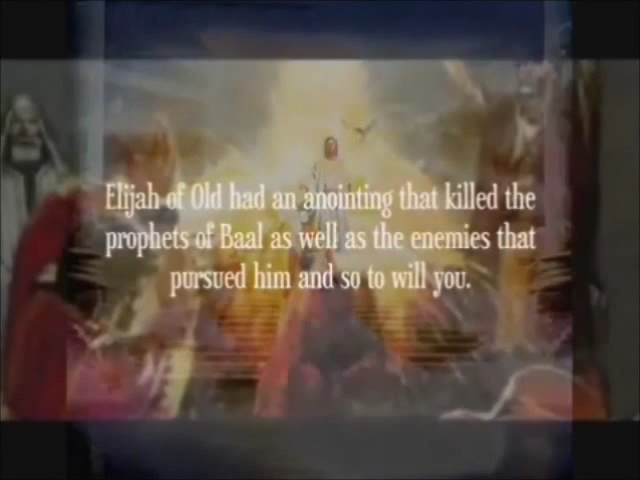 Elijah of Old had an anointing that killed the
prophets of Baal as well as the enemies that
pursued him and so to will you.